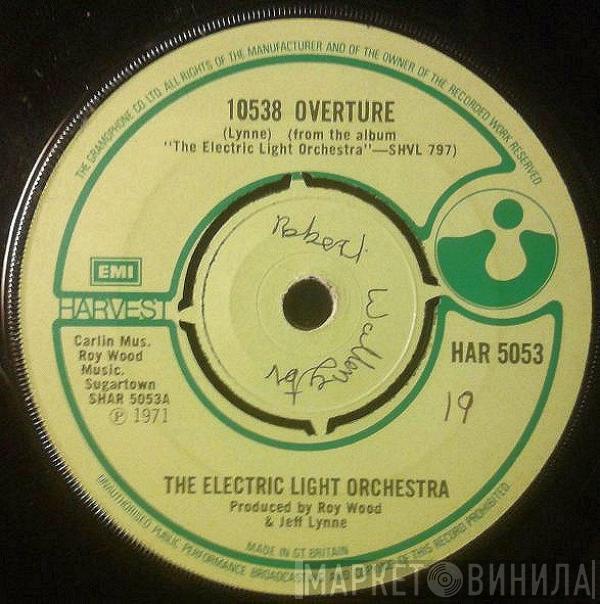 THE GRAMOPHONE CO. LTD. ALL RIGHTS OF THE MANUFACTURER AND OF THE OWNER OF THE RECORDED WORK RESERVED.
10538 OVERTURE
(Lynne) (from the album
"The Electric Light Orchestra"—SHVL 797)
EMI
HARVEST
Carlin Mus.
Roy Wood
Music.
Sugartown
SHAR 5053A
℗ 1971
HAR 5053
19
THE ELECTRIC LIGHT ORCHESTRA
Produced by Roy Wood
& Jeff Lynne
MADE IN GT BRITAIN
UNAUTHORISED PUBLIC PERFORMANCE BROADCASTING AND COPYING OF THIS RECORD PROHIBITED
МАРКЕТ ВИНИЛА